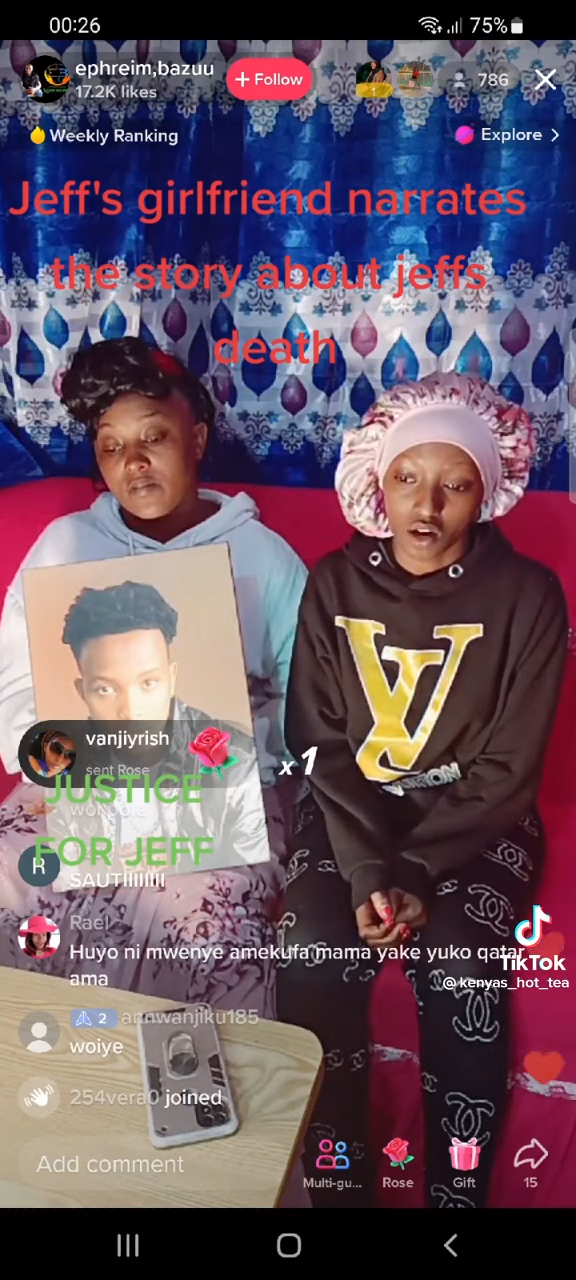 00:26
75%
ephreim,bazuu
17.2K likes
+ Follow
786
Weekly Ranking
Explore
Jeff's girlfriend narrates
the story about jeffs
death
vanjiyrish
sent Rose
x1
JUSTICE
FOR JEFF
R
SAUTIIIIIIII
Rael
Huyo ni mwenye amekufa mama yake yuko qatar
ama
TikTok
@kenyas_hot_tea
2 annwanjiku185
woiye
254vera0 joined
Add comment
Multi-gu...
Rose
Gift
15